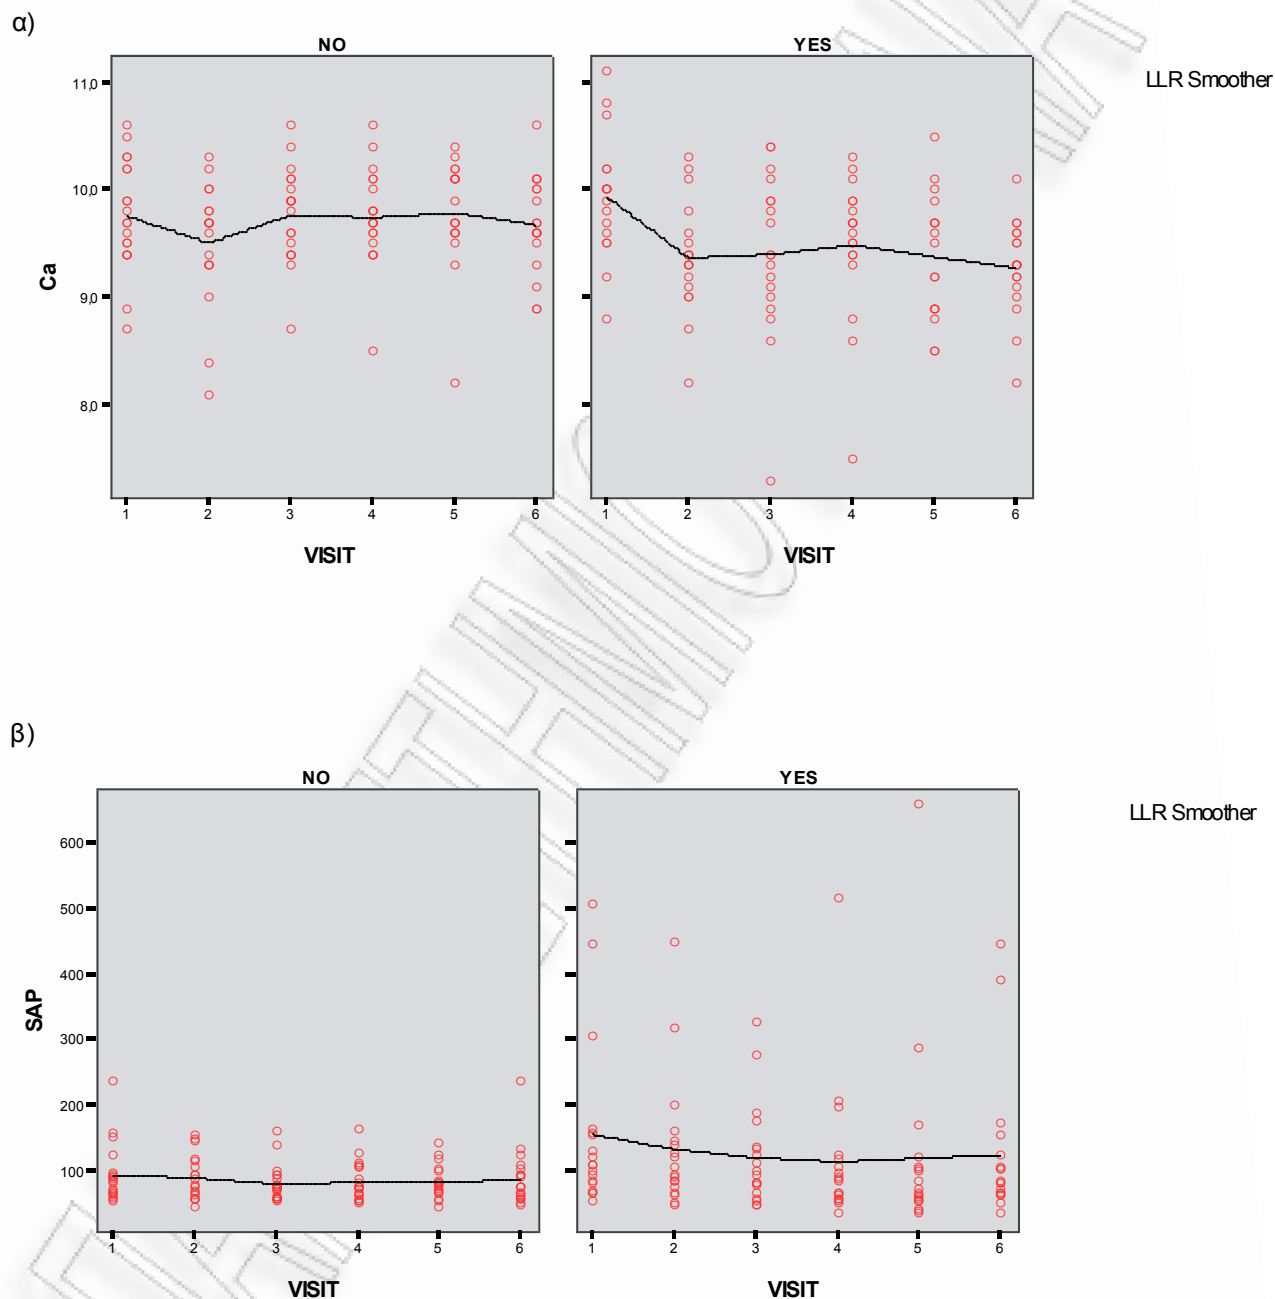 α)
NO YES
LLR Smoother
11,0
10,0
9,0
8,0
Ca
1 2 3 4 5 6 1 2 3 4 5 6
VISIT VISIT
β)
NO YES
LLR Smoother
600
500
400
300
200
100
SAP
1 2 3 4 5 6 1 2 3 4 5 6
VISIT VISIT